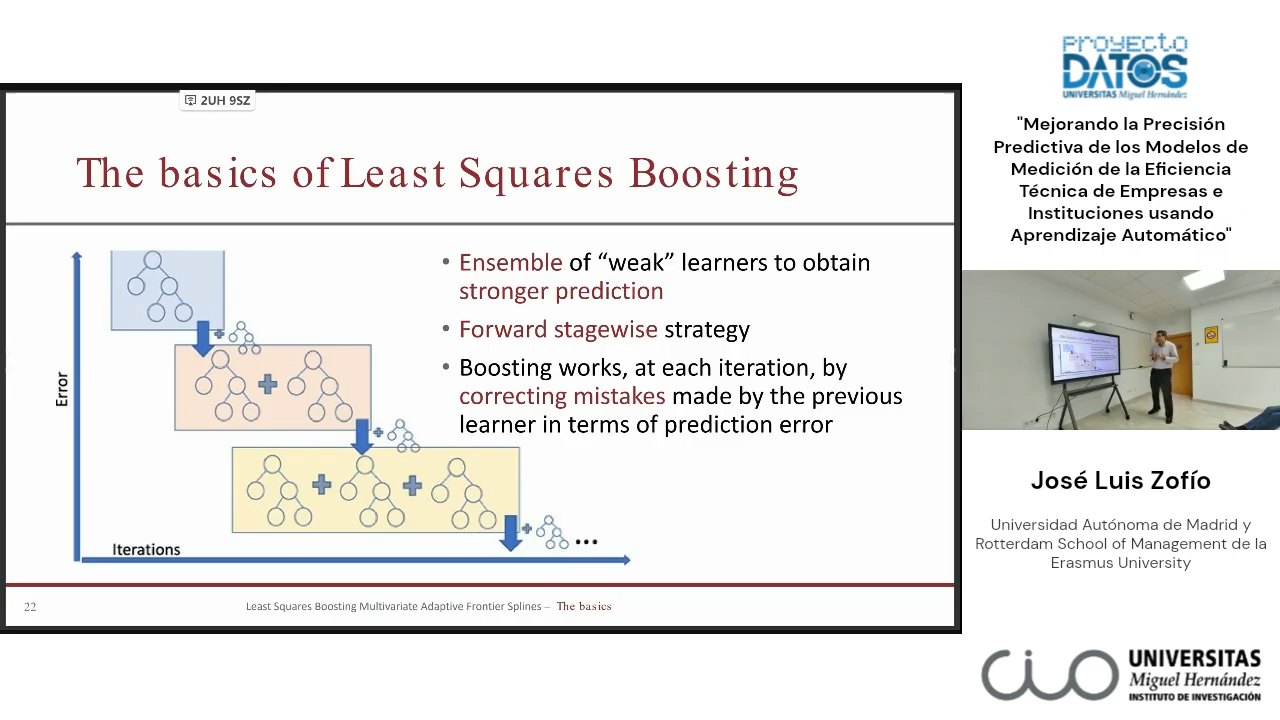 2UH 9SZ
The basics of Least Squares Boosting
Error
Iterations
• Ensemble of “weak” learners to obtain
stronger prediction
• Forward stagewise strategy
• Boosting works, at each iteration, by
correcting mistakes made by the previous
learner in terms of prediction error
...
22
Least Squares Boosting Multivariate Adaptive Frontier Splines – The basics
PROYECTO
DATOS
UNIVERSITAS Miguel Hernández
"Mejorando la Precisión
Predictiva de los Modelos de
Medición de la Eficiencia
Técnica de Empresas e
Instituciones usando
Aprendizaje Automático"
José Luis Zofío
Universidad Autónoma de Madrid y
Rotterdam School of Management de la
Erasmus University
CIO
UNIVERSITAS
Miguel Hernández
INSTITUTO DE INVESTIGACIÓN